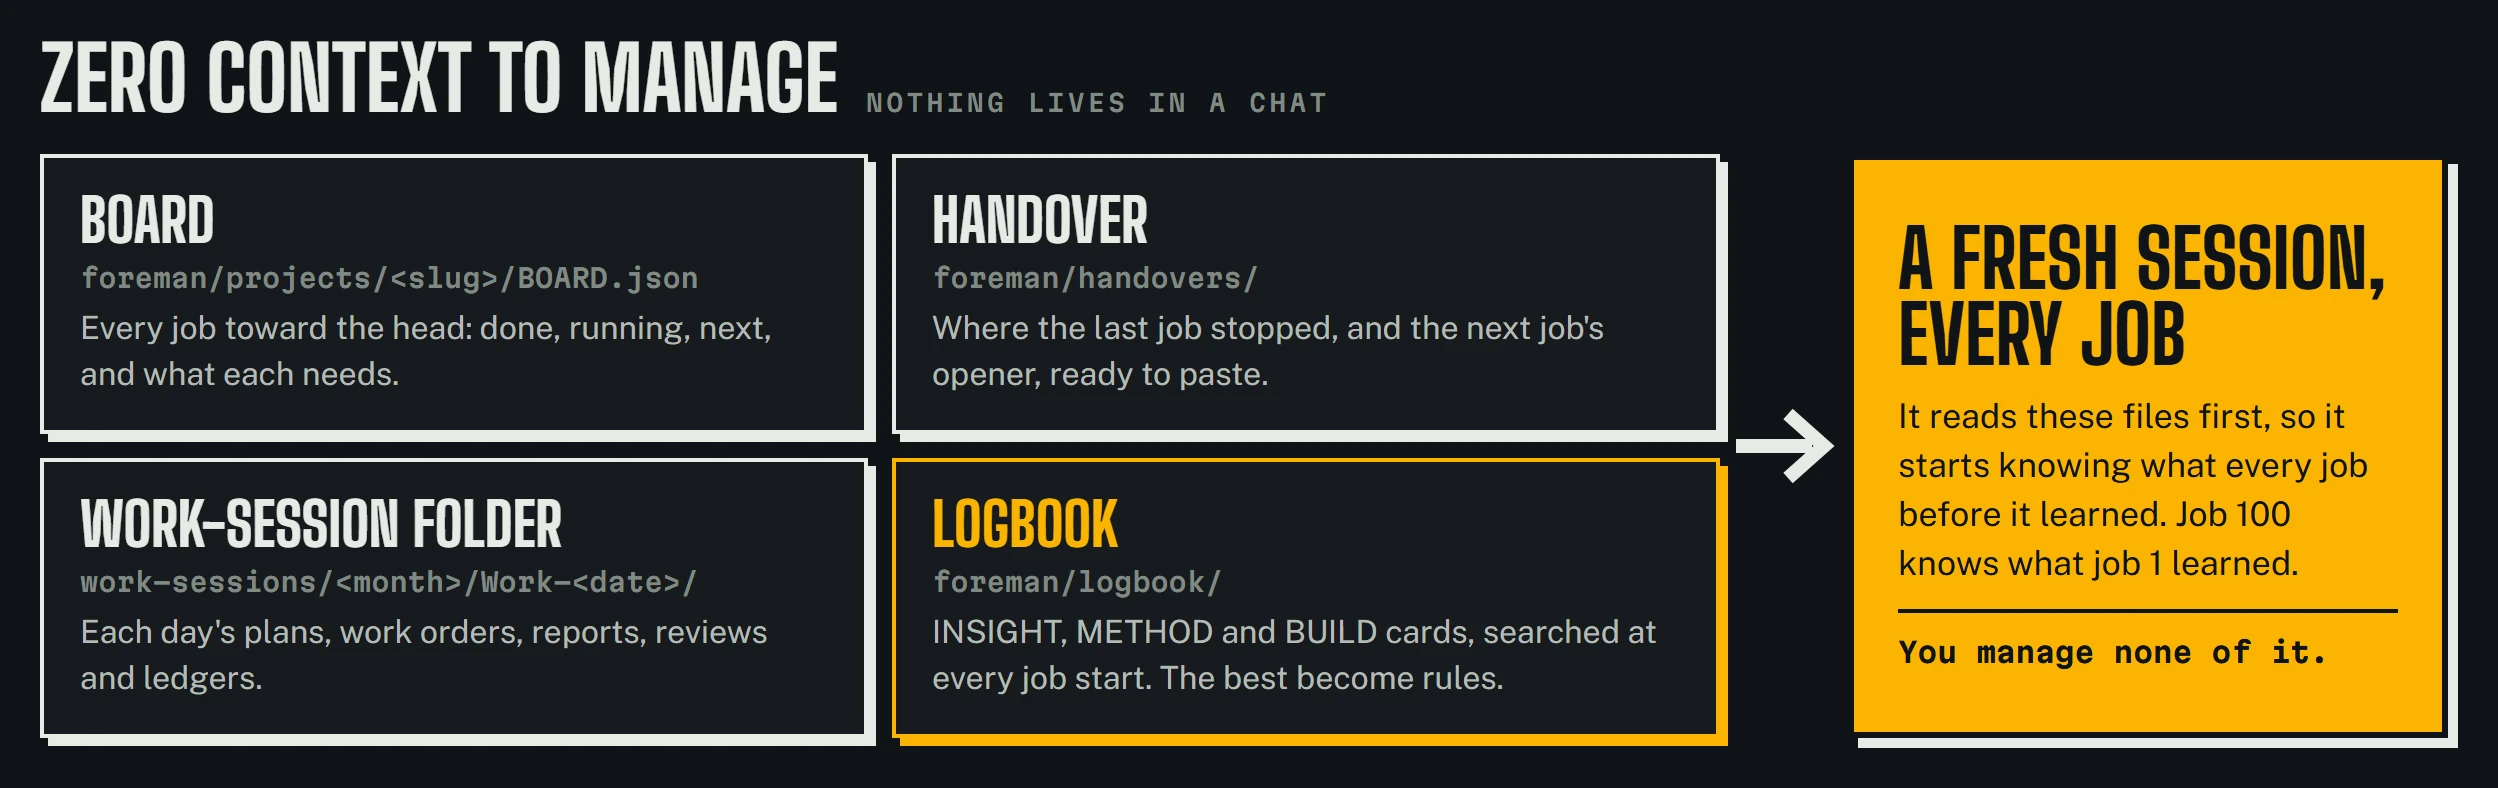 ZERO CONTEXT TO MANAGE NOTHING LIVES IN A CHAT
BOARD
foreman/projects/<slug>/BOARD.json
Every job toward the head: done, running, next,
and what each needs.
HANDOVER
foreman/handovers/
Where the last job stopped, and the next job's
opener, ready to paste.
WORK-SESSION FOLDER
work-sessions/<month>/Work-<date>/
Each day's plans, work orders, reports, reviews
and ledgers.
LOGBOOK
foreman/logbook/
INSIGHT, METHOD and BUILD cards, searched at
every job start. The best become rules.
A FRESH SESSION,
EVERY JOB
It reads these files first, so it
starts knowing what every job
before it learned. Job 100
knows what job 1 learned.
You manage none of it.